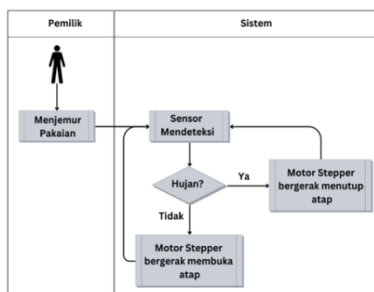 Pemilik
Sistem
Menjemur
Pakaian
Sensor
Mendeteksi
Hujan?
Ya
Motor Stepper
bergerak menutup
atap
Tidak
Motor Stepper
bergerak membuka
atap